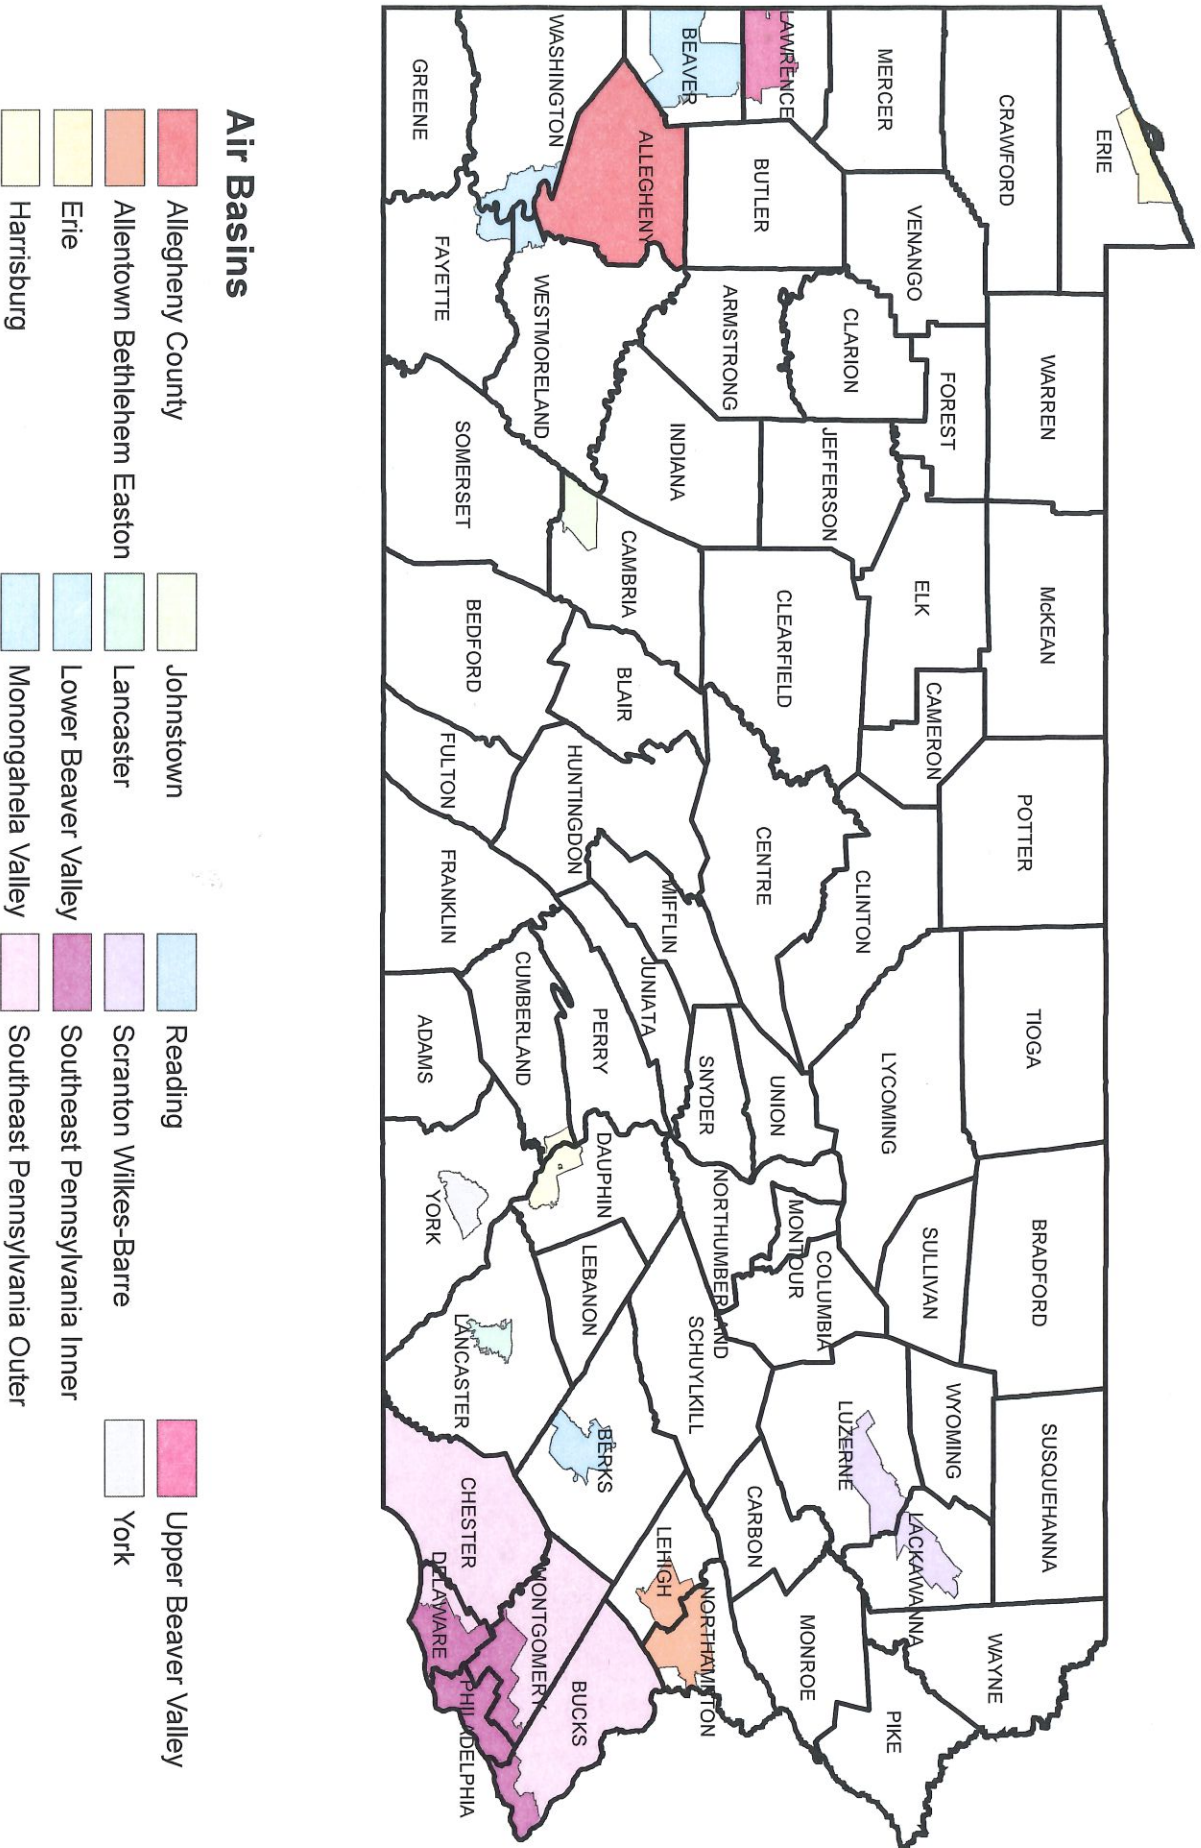 ERIE
CRAWFORD
WARREN
McKEAN
POTTER
TIOGA
BRADFORD
SUSQUEHANNA
WAYNE
MERCER
VENANGO
FOREST
ELK
CAMERON
CLINTON
LYCOMING
SULLIVAN
WYOMING
LACKAWANNA
PIKE
LAWRENCE
BUTLER
CLARION
JEFFERSON
CLEARFIELD
CENTRE
UNION
MONTOUR
COLUMBIA
LUZERNE
MONROE
BEAVER
ARMSTRONG
INDIANA
SNYDER
NORTHUMBERLAND
SCHUYLKILL
CARBON
NORTHAMPTON
ALLEGHENY
CAMBRIA
BLAIR
MIFFLIN
JUNIATA
LEHIGH
WASHINGTON
WESTMORELAND
HUNTINGDON
PERRY
DAUPHIN
LEBANON
BERKS
BUCKS
GREENE
FAYETTE
SOMERSET
BEDFORD
FULTON
FRANKLIN
CUMBERLAND
ADAMS
YORK
LANCASTER
CHESTER
MONTGOMERY
DELAWARE
PHILADELPHIA
Air Basins
Allegheny County
Allentown Bethlehem Easton
Erie
Harrisburg
Johnstown
Lancaster
Lower Beaver Valley
Monongahela Valley
Reading
Scranton Wilkes-Barre
Southeast Pennsylvania Inner
Southeast Pennsylvania Outer
Upper Beaver Valley
York